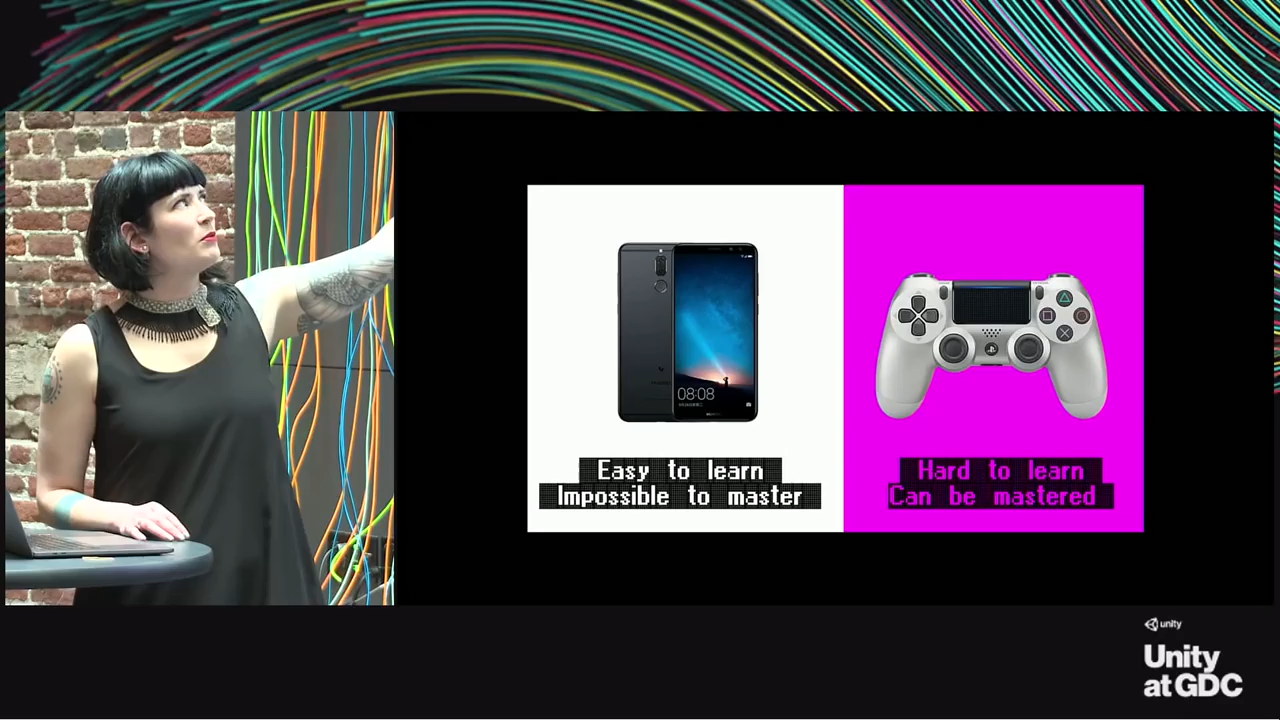 08:08
Easy to learn
Impossible to master
Hard to learn
Can be mastered
unity
Unity
at GDC